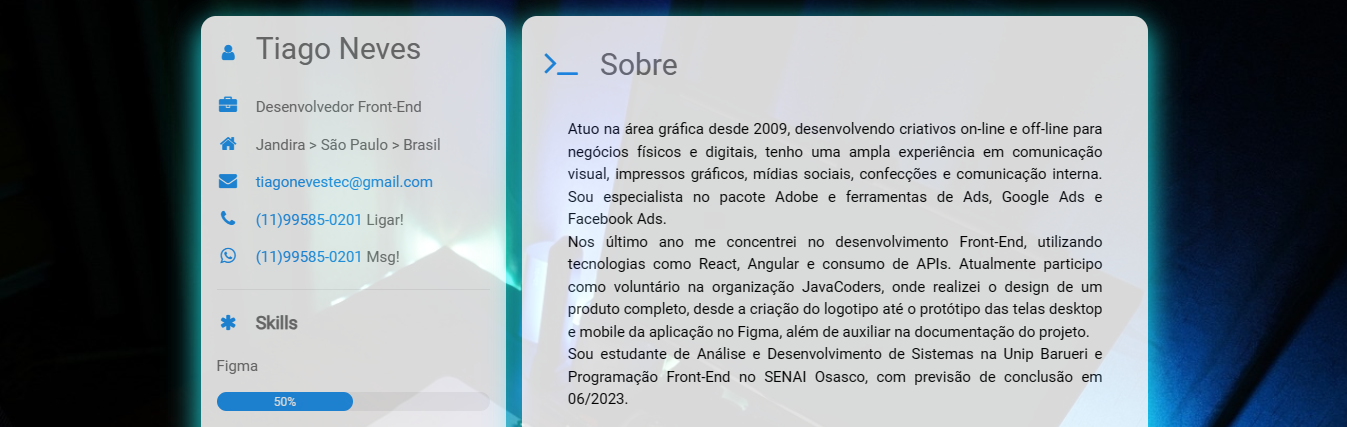 Tiago Neves
Desenvolvedor Front-End
Jandira > São Paulo > Brasil
tiagonevestec@gmail.com
(11)99585-0201 Ligar!
(11)99585-0201 Msg!
Skills
Figma
50%
Sobre
Atuo na área gráfica desde 2009, desenvolvendo criativos on-line e off-line para
negócios físicos e digitais, tenho uma ampla experiência em comunicação
visual, impressos gráficos, mídias sociais, confecções e comunicação interna.
Sou especialista no pacote Adobe e ferramentas de Ads, Google Ads e
Facebook Ads.
Nos último ano me concentrei no desenvolvimento Front-End, utilizando
tecnologias como React, Angular e consumo de APIs. Atualmente participo
como voluntário na organização JavaCoders, onde realizei o design de um
produto completo, desde a criação do logotipo até o protótipo das telas desktop
e mobile da aplicação no Figma, além de auxiliar na documentação do projeto.
Sou estudante de Análise e Desenvolvimento de Sistemas na Unip Barueri e
Programação Front-End no SENAI Osasco, com previsão de conclusão em
06/2023.